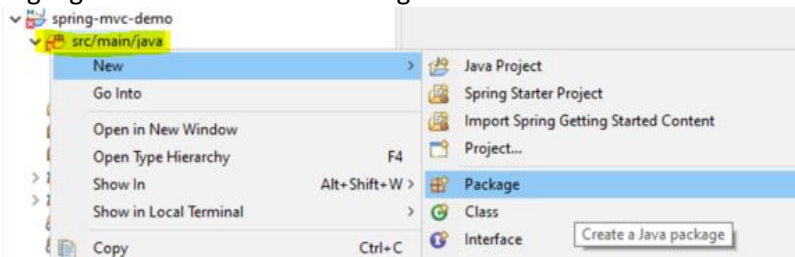 spring-mvc-demo
src/main/java
New
Go Into
Open in New Window
Open Type Hierarchy F4
Show In Alt+Shift+W >
Show in Local Terminal >
Copy Ctrl+C
Java Project
Spring Starter Project
Import Spring Getting Started Content
Project...
Package
Class
Interface
Create a Java package